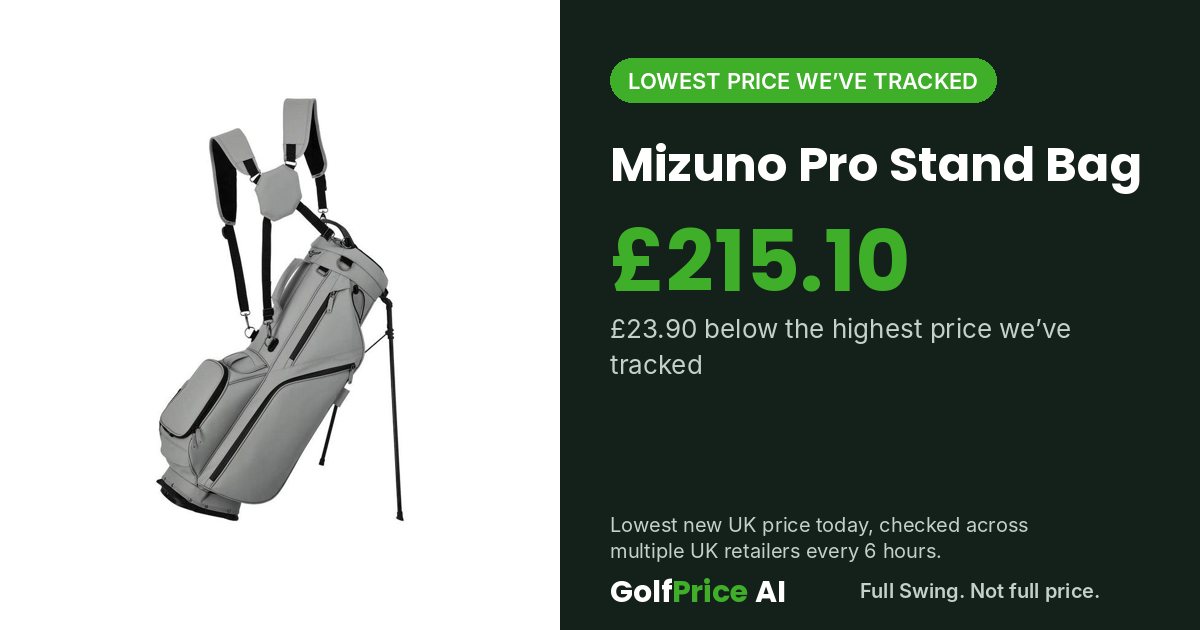 LOWEST PRICE WE’VE TRACKED
Mizuno Pro Stand Bag
£215.10
£23.90 below the highest price we’ve
tracked
Lowest new UK price today, checked across
multiple UK retailers every 6 hours.
GolfPrice AI
Full Swing. Not full price.